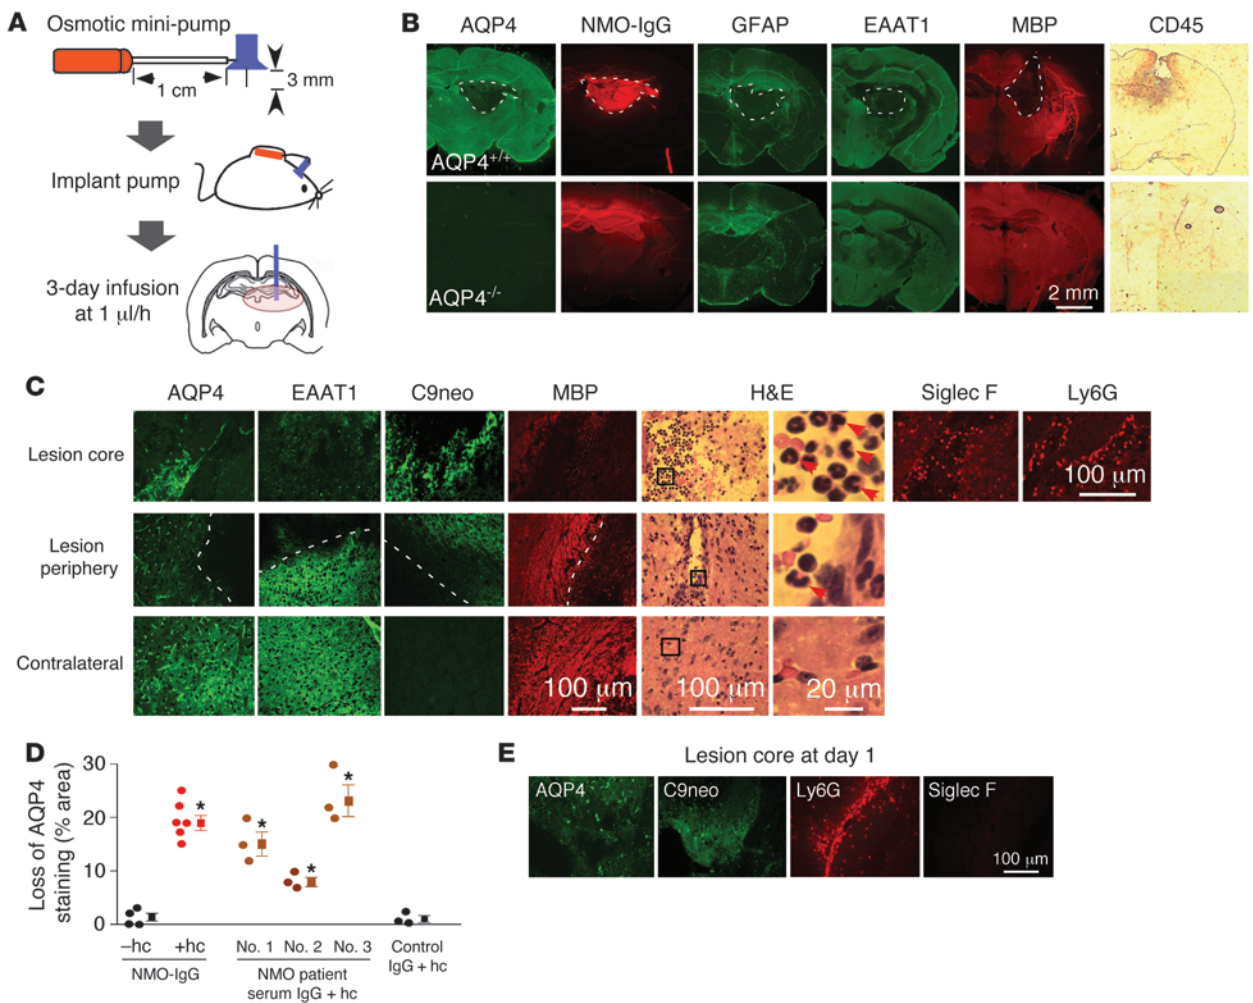 A
Osmotic mini-pump
1 cm
3 mm
Implant pump
3-day infusion
at 1 µl/h
B
AQP4 NMO-IgG GFAP EAAT1 MBP CD45
AQP4+/+
AQP4-/-
2 mm
C
AQP4 EAAT1 C9neo MBP H&E Siglec F Ly6G
Lesion core
100 µm
Lesion
periphery
Contralateral
100 µm 100 µm 20 µm
D
Loss of AQP4
staining (% area)
30
20
10
0
* * * *
–hc +hc No. 1 No. 2 No. 3 Control
IgG + hc
NMO-IgG NMO patient
serum IgG + hc
E
Lesion core at day 1
AQP4 C9neo Ly6G Siglec F
100 µm